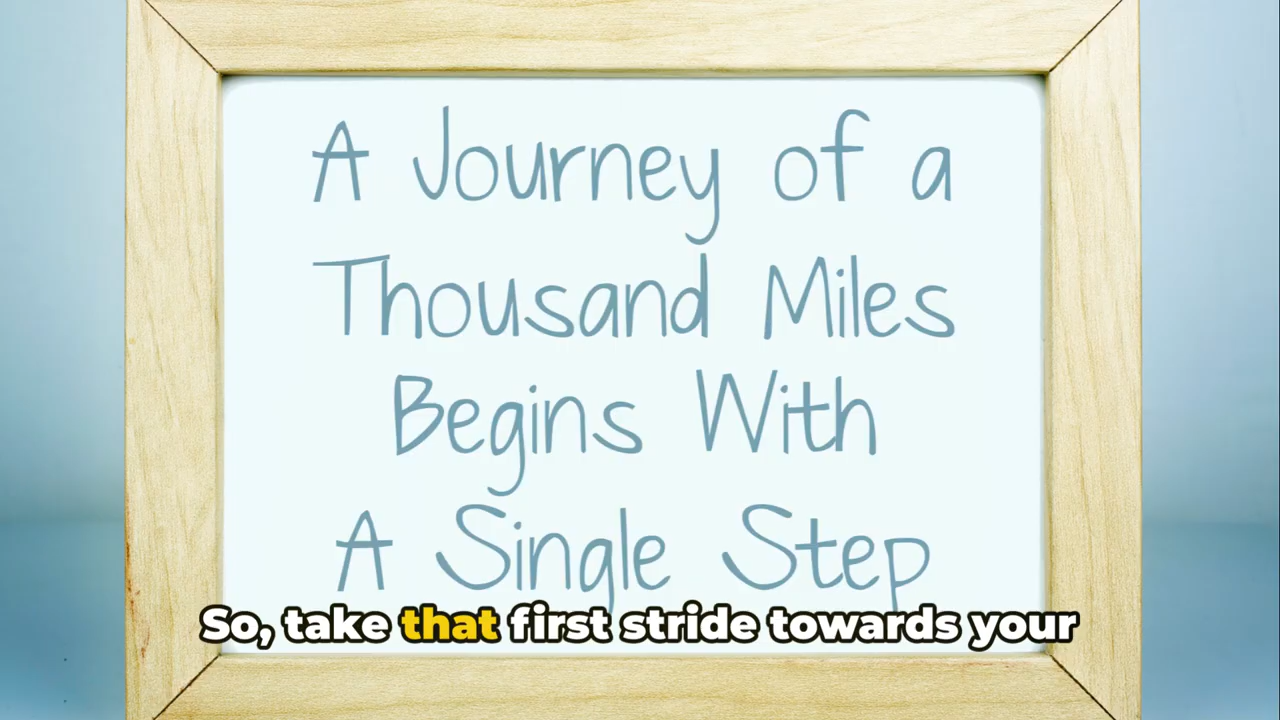 A Journey of a
Thousand Miles
Begins With
A Single Step
So, take that first stride towards your